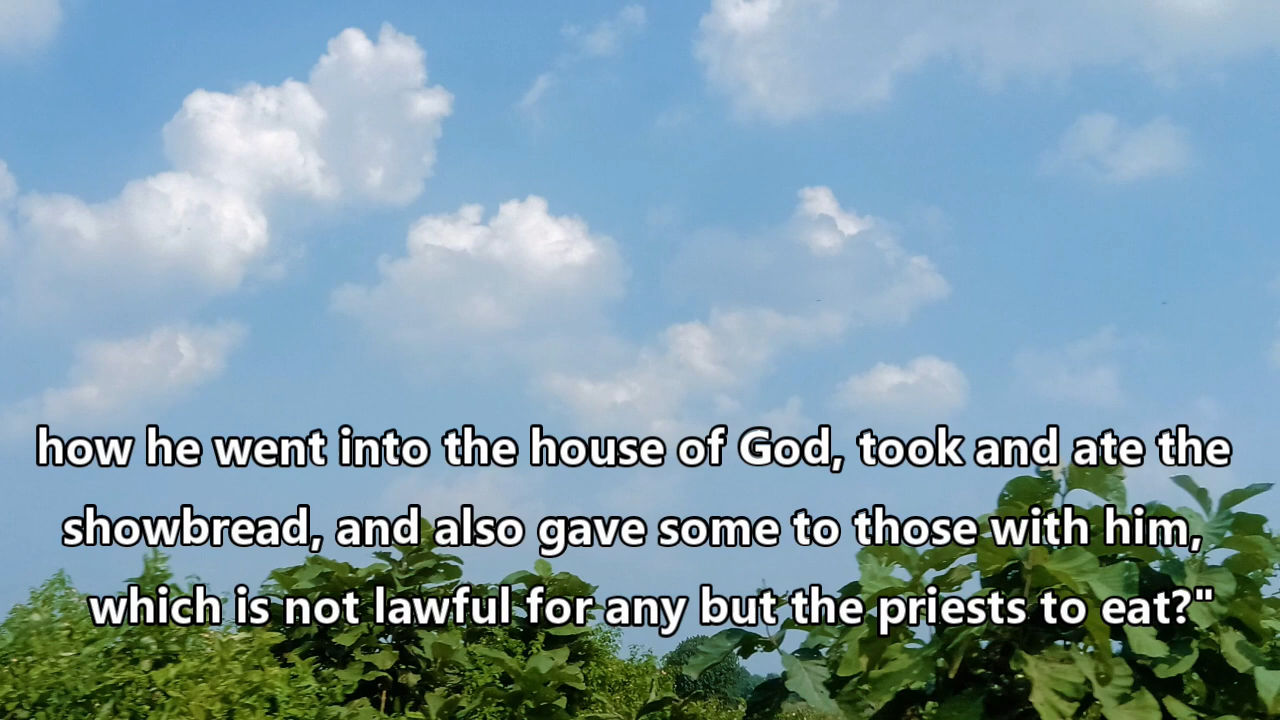 how he went into the house of God, took and ate the
showbread, and also gave some to those with him,
which is not lawful for any but the priests to eat?"